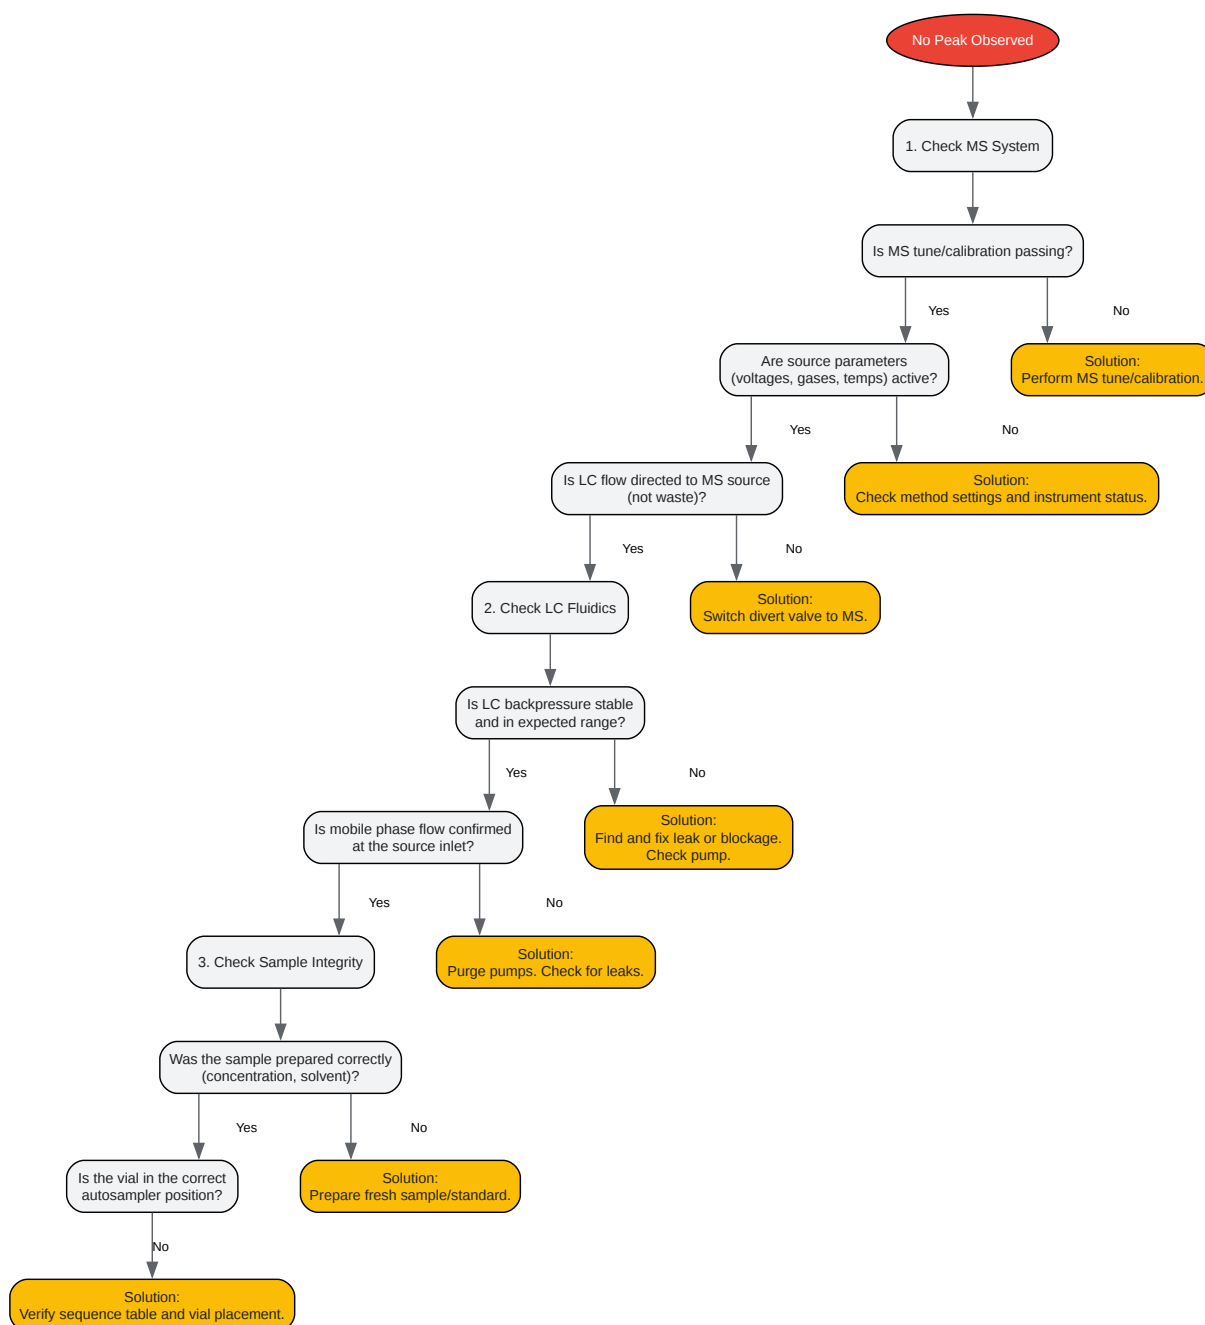 No Peak Observed
1. Check MS System
Is MS tune/calibration passing?
Yes
No
Are source parameters
(voltages, gases, temps) active?
Solution:
Perform MS tune/calibration.
Yes
No
Is LC flow directed to MS source
(not waste)?
Solution:
Check method settings and instrument status.
Yes
No
2. Check LC Fluidics
Solution:
Switch divert valve to MS.
Is LC backpressure stable
and in expected range?
Yes
No
Is mobile phase flow confirmed
at the source inlet?
Solution:
Find and fix leak or blockage.
Check pump.
Yes
No
3. Check Sample Integrity
Solution:
Purge pumps. Check for leaks.
Was the sample prepared correctly
(concentration, solvent)?
Yes
No
Is the vial in the correct
autosampler position?
Solution:
Prepare fresh sample/standard.
No
Solution:
Verify sequence table and vial placement.